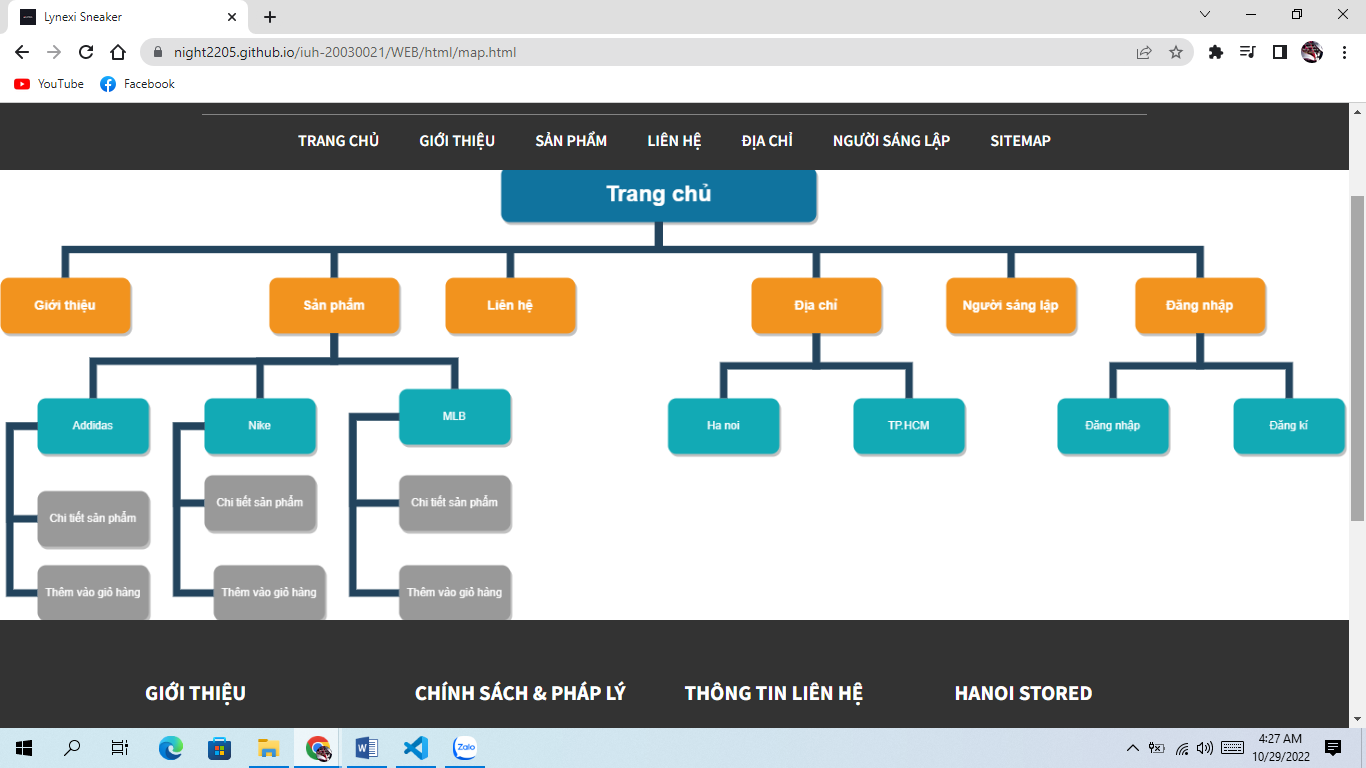 Lynexi Sneaker
night2205.github.io/iuh-20030021/WEB/html/map.html
YouTube Facebook
TRANG CHỦ GIỚI THIỆU SẢN PHẨM LIÊN HỆ ĐỊA CHỈ NGƯỜI SÁNG LẬP SITEMAP
Trang chủ
Giới thiệu Sản phẩm Liên hệ Địa chỉ Người sáng lập Đăng nhập
Addidas Nike MLB Ha noi TP.HCM Đăng nhập Đăng kí
Chi tiết sản phẩm Chi tiết sản phẩm Chi tiết sản phẩm
Thêm vào giỏ hàng Thêm vào giỏ hàng Thêm vào giỏ hàng
GIỚI THIỆU CHÍNH SÁCH & PHÁP LÝ THÔNG TIN LIÊN HỆ HANOI STORED
Zalo
4:27 AM
10/29/2022